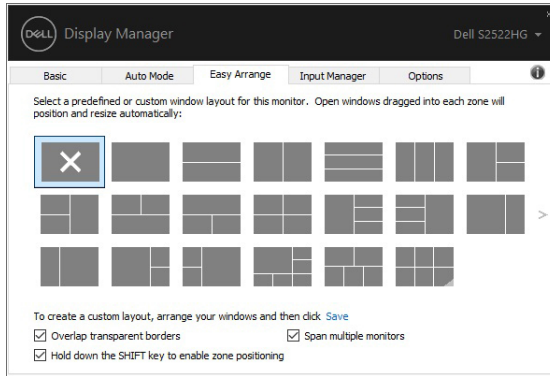 DELL Display Manager
Dell S2522HG
Basic Auto Mode Easy Arrange Input Manager Options
Select a predefined or custom window layout for this monitor. Open windows dragged into each zone will
position and resize automatically:
To create a custom layout, arrange your windows and then click Save
Overlap transparent borders
Span multiple monitors
Hold down the SHIFT key to enable zone positioning